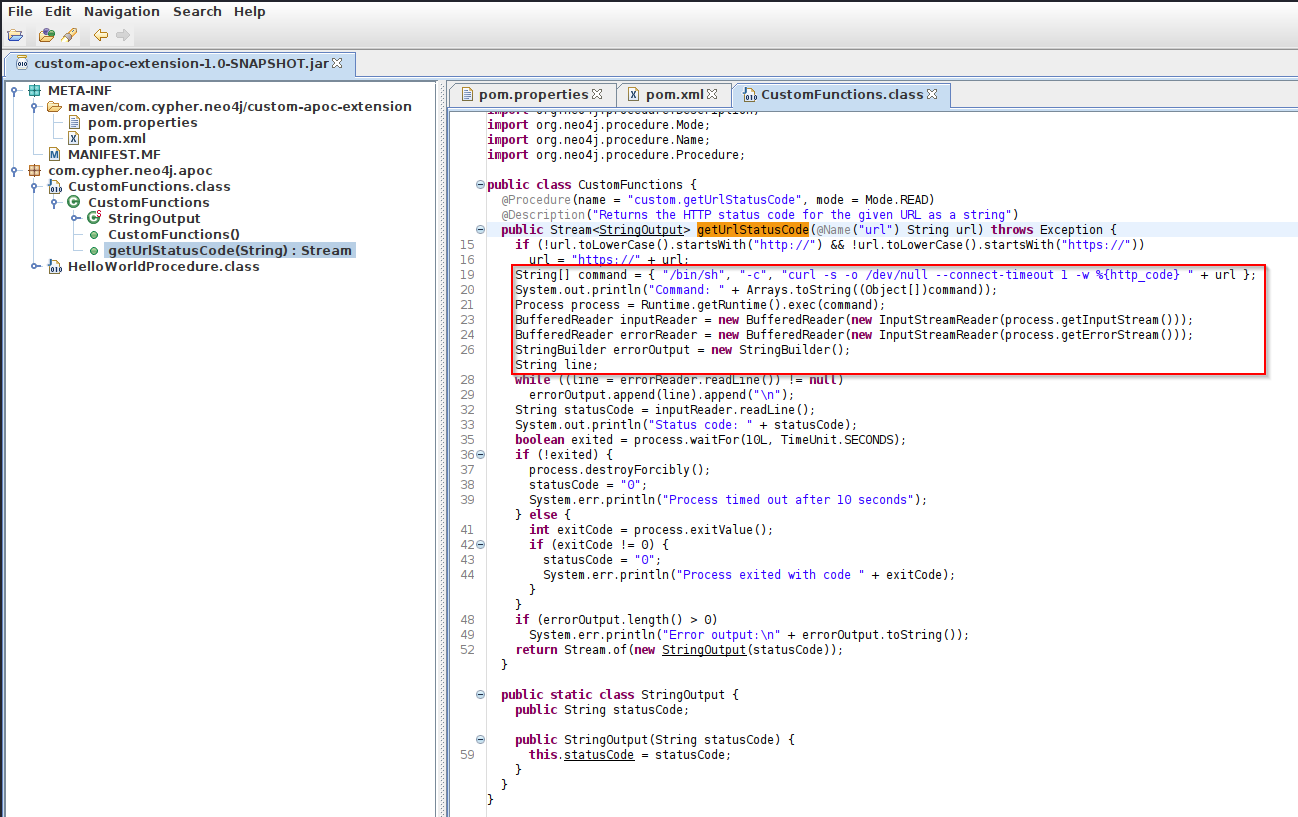 File Edit Navigation Search Help
custom-apoc-extension-1.0-SNAPSHOT.jar
META-INF
maven/com.cypher.neo4j/custom-apoc-extension
pom.properties
pom.xml
MANIFEST.MF
com.cypher.neo4j.apoc
CustomFunctions.class
CustomFunctions
StringOutput
CustomFunctions()
getUrlStatusCode(String) : Stream
HelloWorldProcedure.class
pom.properties pom.xml CustomFunctions.class
import org.neo4j.procedure.Description;
import org.neo4j.procedure.Mode;
import org.neo4j.procedure.Name;
import org.neo4j.procedure.Procedure;
public class CustomFunctions {
@Procedure(name = "custom.getUrlStatusCode", mode = Mode.READ)
@Description("Returns the HTTP status code for the given URL as a string")
public Stream<StringOutput> getUrlStatusCode(@Name("url") String url) throws Exception {
15 if (!url.toLowerCase().startsWith("http://") && !url.toLowerCase().startsWith("https://"))
16 url = "https://" + url;
19 String[] command = { "/bin/sh", "-c", "curl -s -o /dev/null --connect-timeout 1 -w %{http_code} " + url };
20 System.out.println("Command: " + Arrays.toString((Object[])command));
21 Process process = Runtime.getRuntime().exec(command);
23 BufferedReader inputReader = new BufferedReader(new InputStreamReader(process.getInputStream()));
24 BufferedReader errorReader = new BufferedReader(new InputStreamReader(process.getErrorStream()));
26 StringBuilder errorOutput = new StringBuilder();
String line;
28 while ((line = errorReader.readLine()) != null)
29 errorOutput.append(line).append("\n");
32 String statusCode = inputReader.readLine();
33 System.out.println("Status code: " + statusCode);
35 boolean exited = process.waitFor(10L, TimeUnit.SECONDS);
36 if (!exited) {
37 process.destroyForcibly();
38 statusCode = "0";
39 System.err.println("Process timed out after 10 seconds");
} else {
41 int exitCode = process.exitValue();
42 if (exitCode != 0) {
43 statusCode = "0";
44 System.err.println("Process exited with code " + exitCode);
}
}
48 if (errorOutput.length() > 0)
49 System.err.println("Error output:\n" + errorOutput.toString());
52 return Stream.of(new StringOutput(statusCode));
}
public static class StringOutput {
public String statusCode;
public StringOutput(String statusCode) {
59 this.statusCode = statusCode;
}
}
}